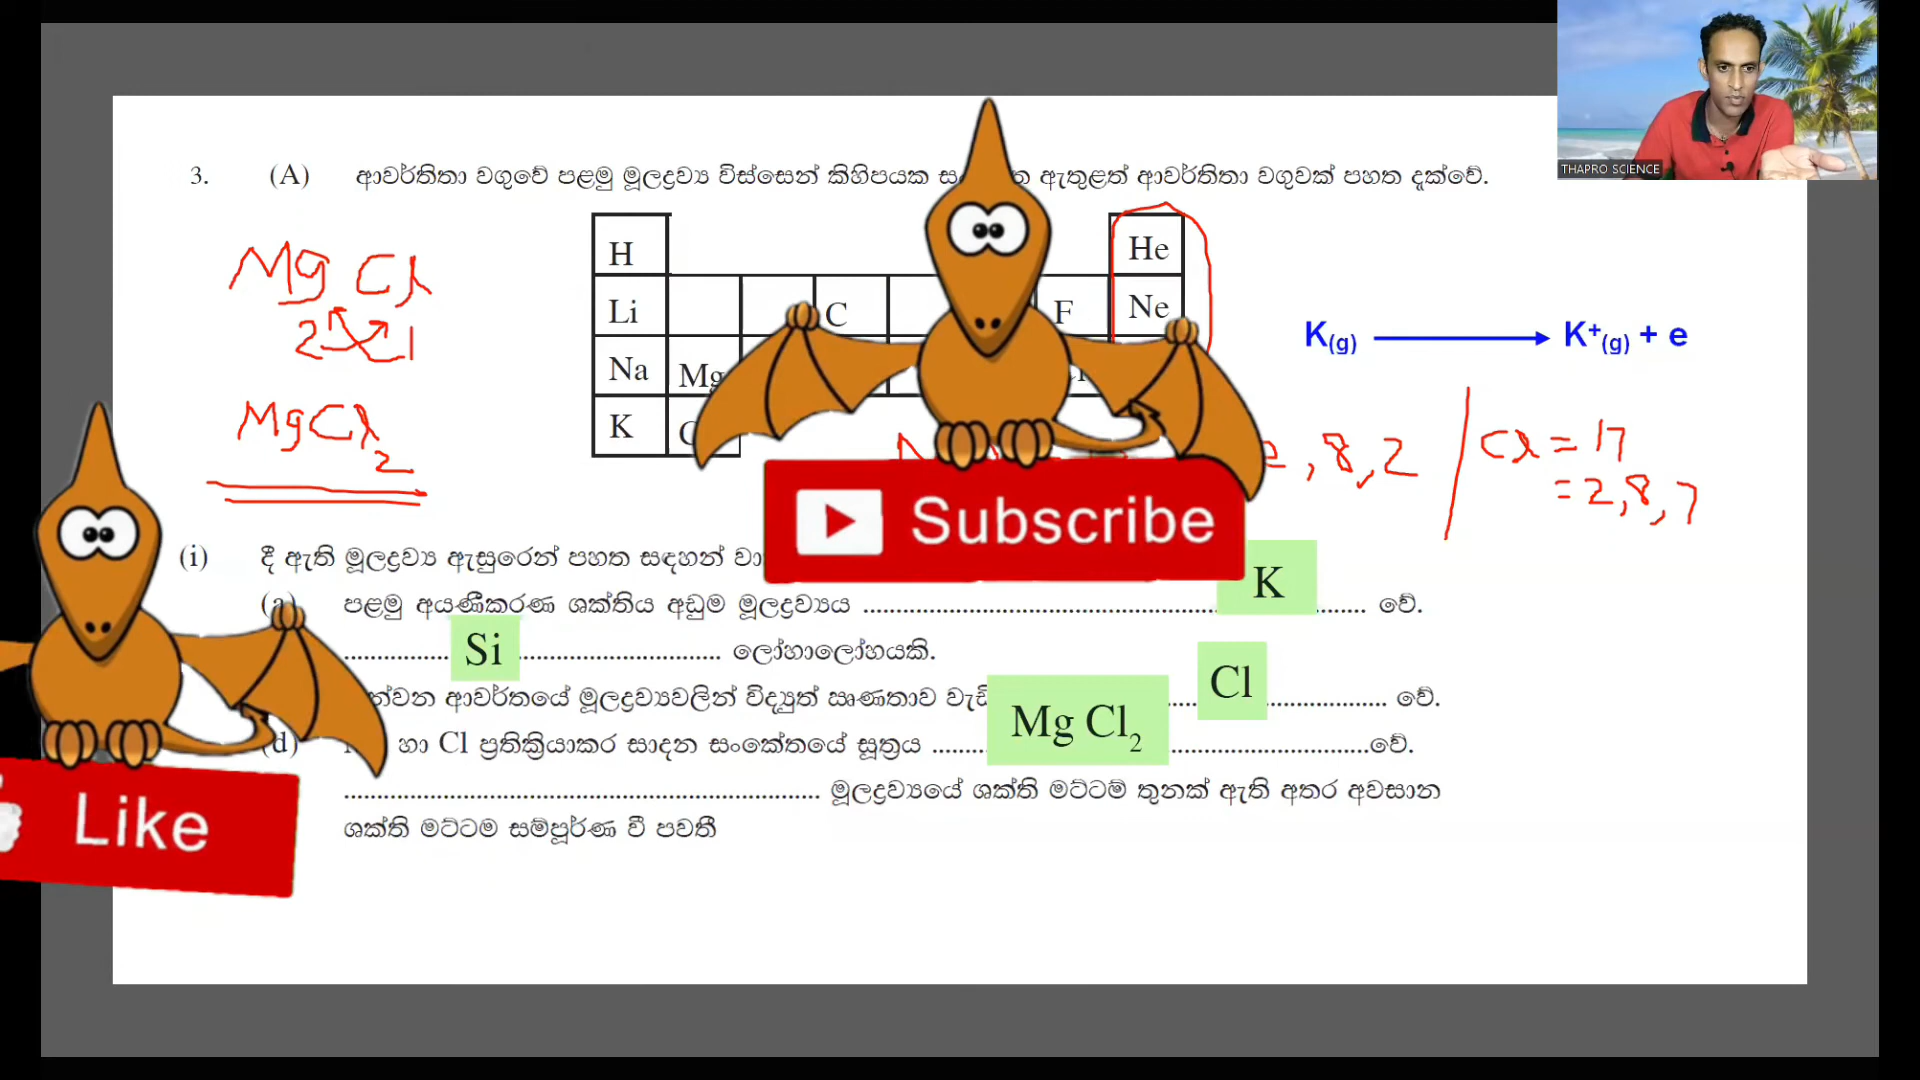 THAPRO SCIENCE
3. (A) ආවර්තිතා වගුවේ පළමු මූලද්‍රව්‍ය විස්සෙන් කිහිපයක ඇතුළත් ආවර්තිතා වගුවක් පහත දැක්වේ.
H He
Li C F Ne
Na Mg
K
Mg Cl
2 1
MgCl2
K(g) → K+(g) + e
, 8, 2
Cl = 17
= 2, 8, 7
Subscribe
(i) දී ඇති මූලද්‍රව්‍ය ඇසුරෙන් පහත සඳහන්
(a) පළමු අයණීකරණ ශක්තිය අඩුම මූලද්‍රව්‍යය .......... K .......... වේ.
.......... Si .......... ලෝහාලෝහයකි.
ආවර්තයේ මූලද්‍රව්‍යවලින් විද්‍යුත් ඍණතාව .......... Cl .......... වේ.
(d) හා Cl ප්‍රතික්‍රියාකර සාදන සංකේතයේ සූත්‍රය .......... Mg Cl2 ..........වේ.
.......... මූලද්‍රව්‍යයේ ශක්ති මට්ටම් තුනක් ඇති අතර අවසාන
ශක්ති මට්ටම සම්පූර්ණ වී පවතී
Like